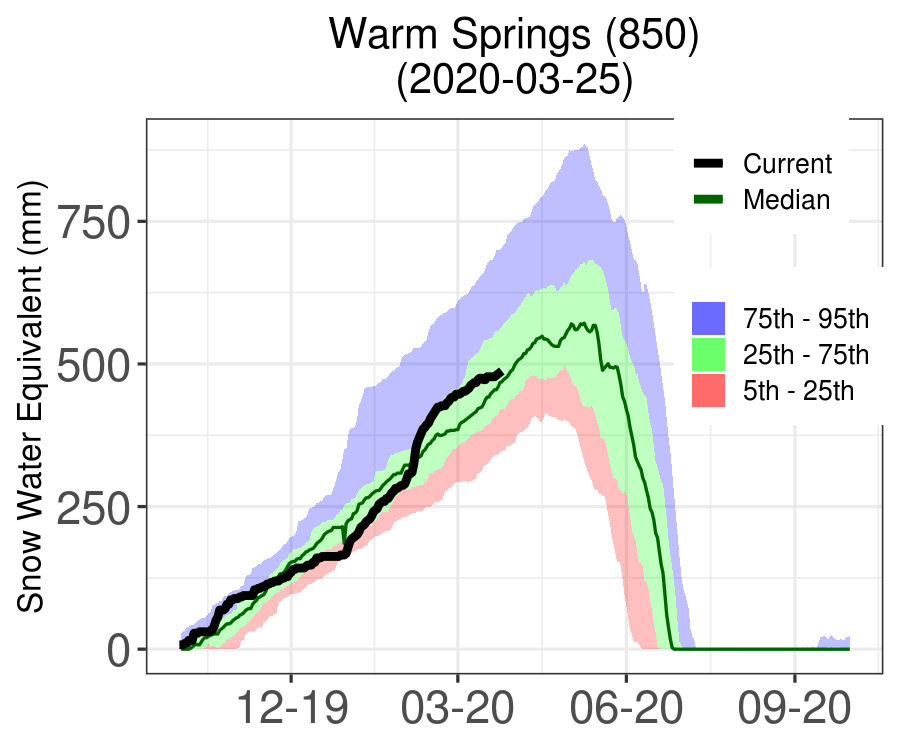 Warm Springs (850)
(2020-03-25)
Snow Water Equivalent (mm)
750
500
250
0
12-19
03-20
06-20
09-20
Current
Median
75th - 95th
25th - 75th
5th - 25th